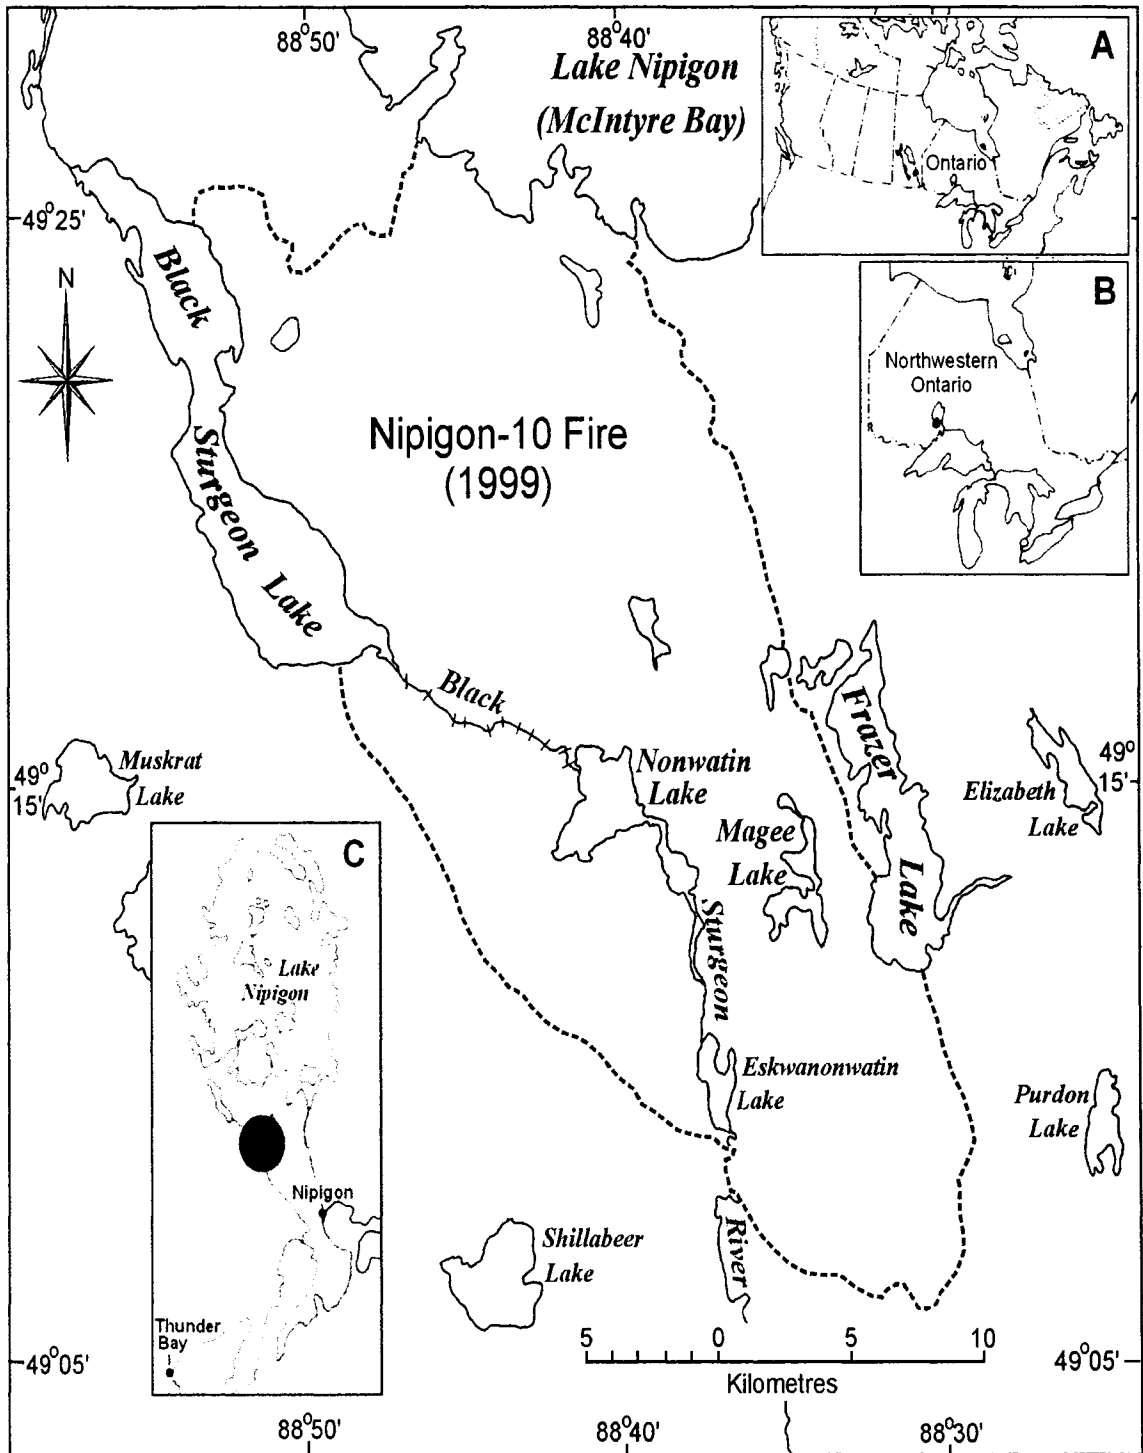 88°50'
88°40'
Lake Nipigon
(McIntyre Bay)
A
Ontario
49°25'
N
Black
Sturgeon
Lake
B
Northwestern
Ontario
Nipigon-10 Fire
(1999)
Black
Frazer
Lake
Nonwatin
Lake
Muskrat
Lake
49°
15'
49°
15'
Elizabeth
Lake
Magee
Lake
C
Lake
Nipigon
Sturgeon
Eskwanonwatin
Lake
Purdon
Lake
Nipigon
River
Shillabeer
Lake
Thunder
Bay
5 0 5 10
Kilometres
49°05'
49°05'
88°50'
88°40'
88°30'